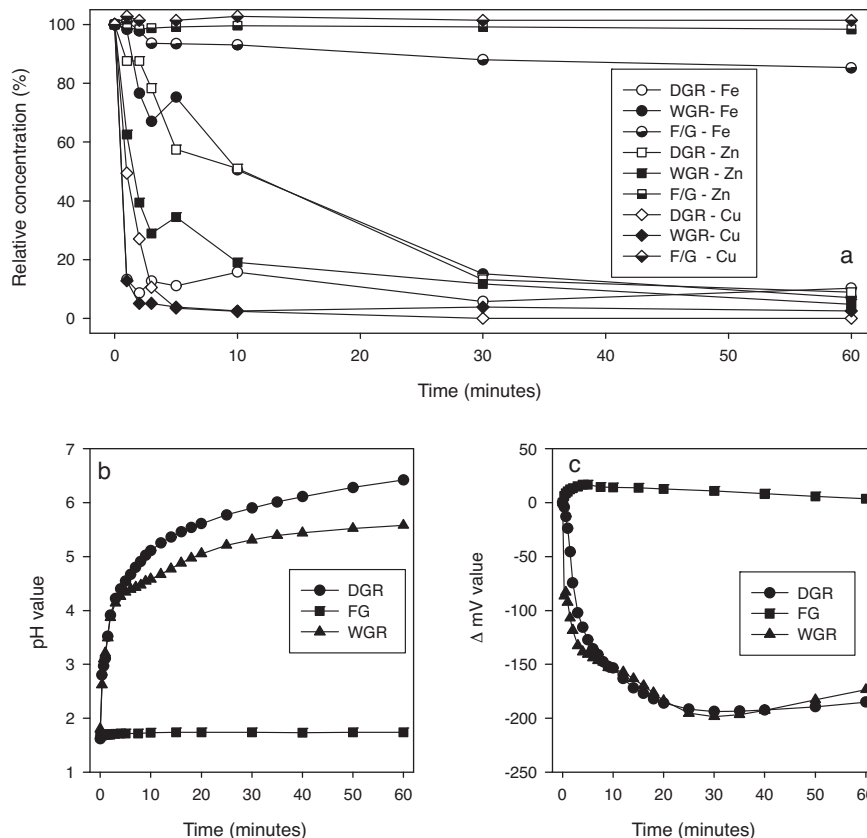 100
80
60
40
20
0
Relative concentration (%)
DGR - Fe
WGR- Fe
F/G - Fe
DGR - Zn
WGR - Zn
F/G - Zn
DGR - Cu
WGR- Cu
F/G - Cu
a
0 10 20 30 40 50 60
Time (minutes)
7
6
5
4
3
2
1
pH value
b
DGR
FG
WGR
0 10 20 30 40 50 60
Time (minutes)
50
0
-50
-100
-150
-200
-250
Δ mV value
c
DGR
FG
WGR
0 10 20 30 40 50 60
Time (minutes)